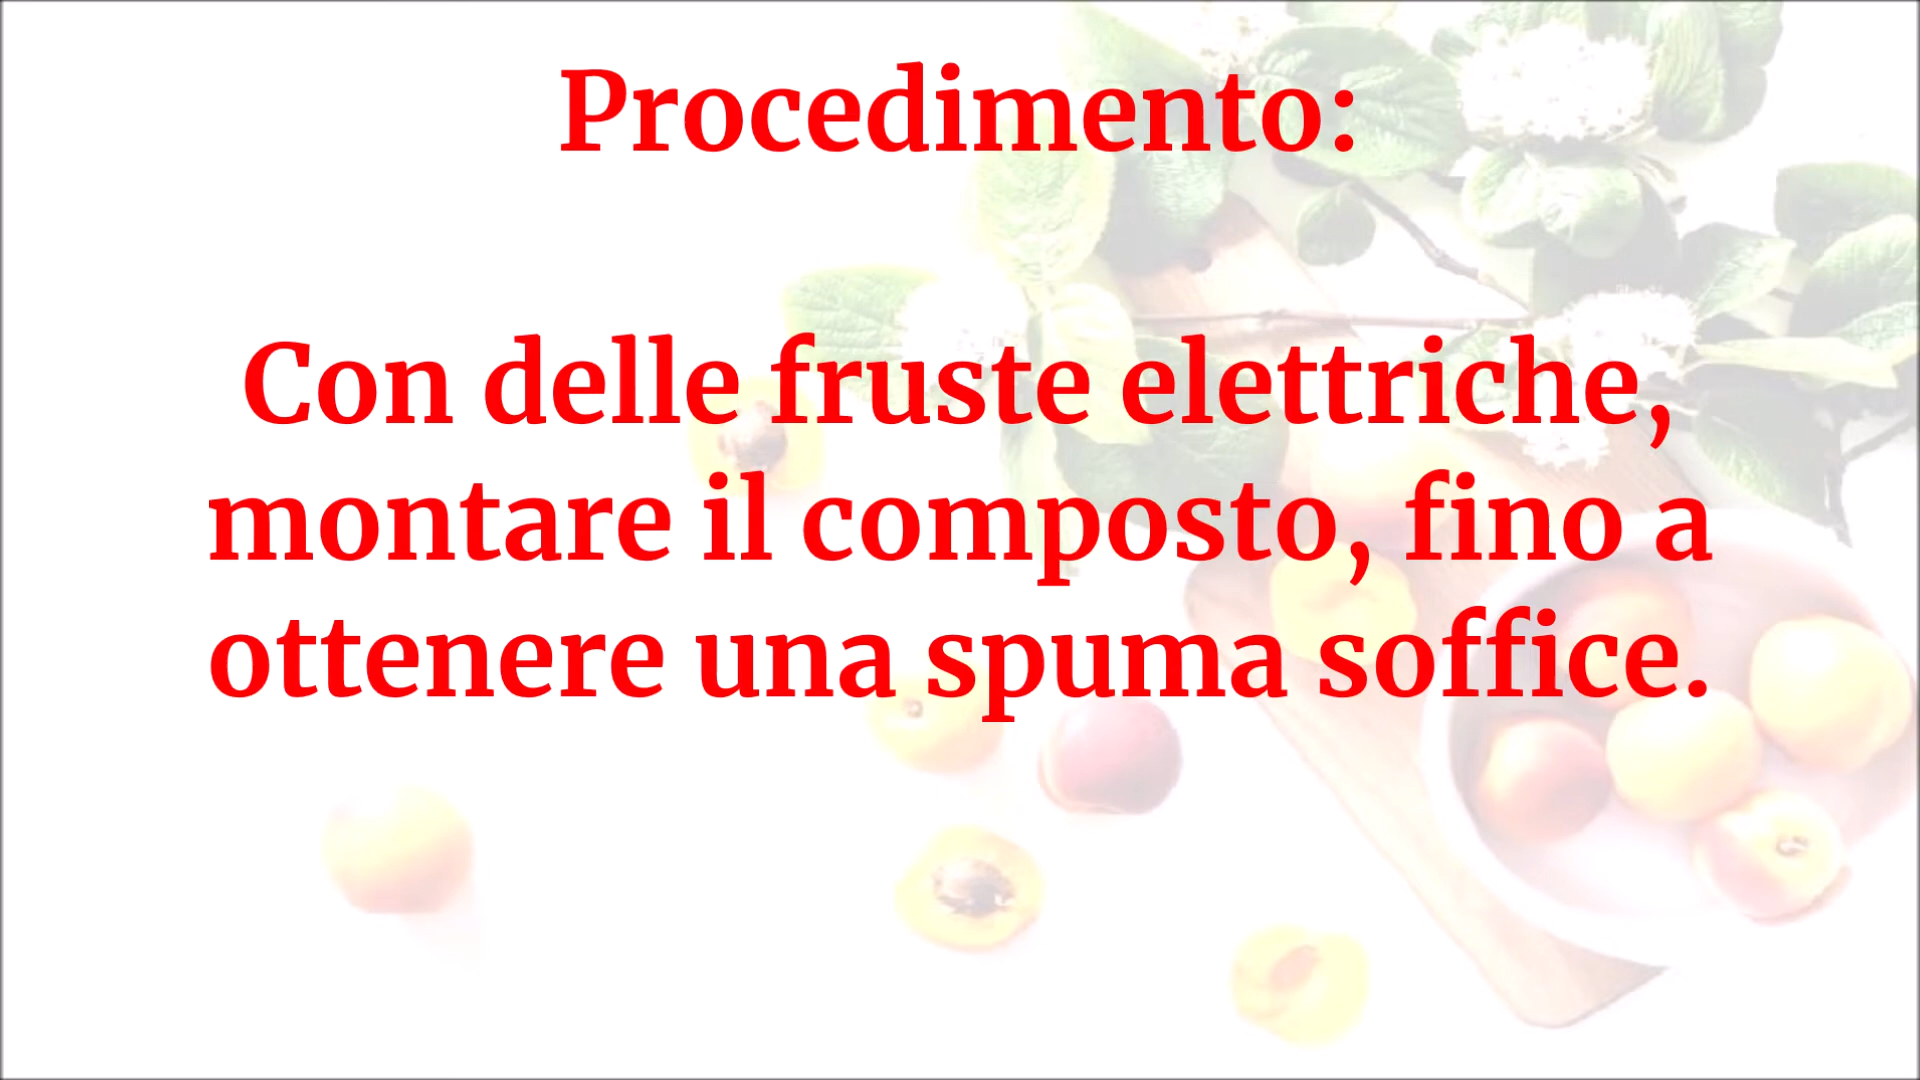 Procedimento:
Con delle fruste elettriche,
montare il composto, fino a
ottenere una spuma soffice.